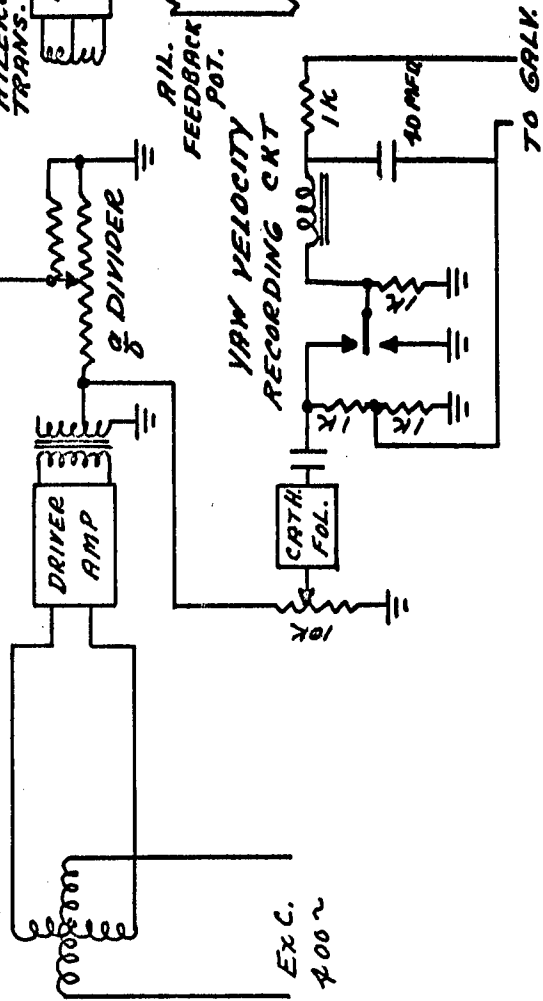 TRANS.
AIL.
FEEDBACK
POT.
DIVIDER
YAW VELOCITY
RECORDING CKT
1K
40 MFD.
TO GALV.
DRIVER
AMP
CATH.
FOL.
1K
1K
1K
10K
EXC.
400~